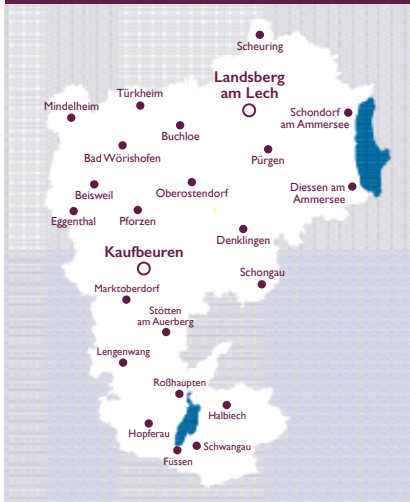 Scheuring
Landsberg
am Lech
Türkheim
Mindelheim
Schondorf
am Ammersee
Buchloe
Bad Wörishofen
Pürgen
Beisweil
Oberostendorf
Diessen am
Ammersee
Eggenthal
Pforzen
Denklingen
Kaufbeuren
Schongau
Marktoberdorf
Stötten
am Auerberg
Lengenwang
Roßhaupten
Halbiech
Hopferau
Schwangau
Füssen